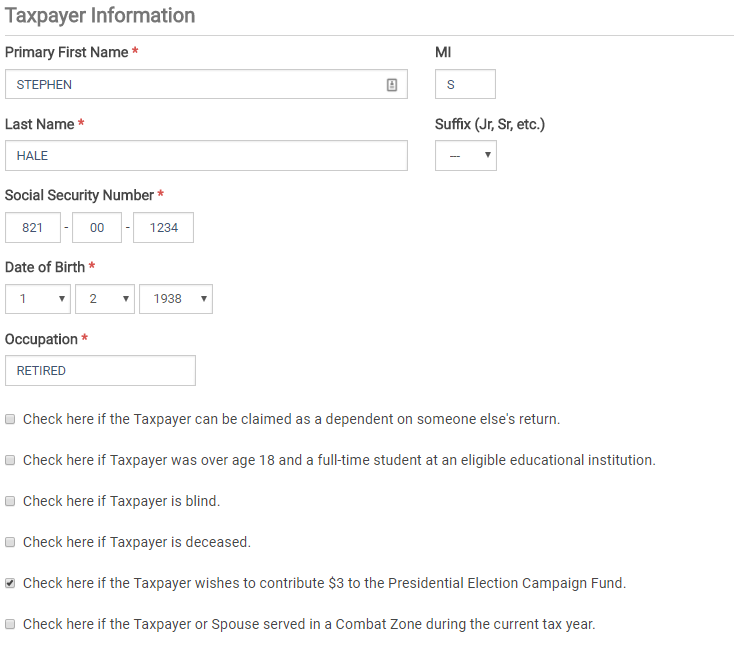 Taxpayer Information
Primary First Name * MI
STEPHEN S
Last Name * Suffix (Jr, Sr, etc.)
HALE ---
Social Security Number *
821 - 00 - 1234
Date of Birth *
1 2 1938
Occupation *
RETIRED
Check here if the Taxpayer can be claimed as a dependent on someone else's return.
Check here if Taxpayer was over age 18 and a full-time student at an eligible educational institution.
Check here if Taxpayer is blind.
Check here if Taxpayer is deceased.
Check here if the Taxpayer wishes to contribute $3 to the Presidential Election Campaign Fund.
Check here if the Taxpayer or Spouse served in a Combat Zone during the current tax year.